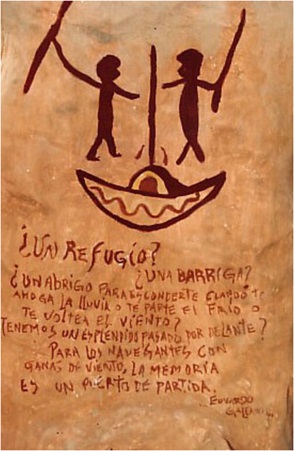 ¿UN REFUGIO?
¿UNA BARRIGA?
¿UN ABRIGO PARA ESCONDERTE CUANDO TE
AHOGA LA LLUVIA O TE PARTE EL FRIO O
TE VOLTEA EL VIENTO?
TENEMOS UN ESPLENDIDO PASADO POR DELANTE?
PARA LOS NAVEGANTES CON
GANAS DE VIENTO, LA MEMORIA
ES UN PUERTO DE PARTIDA.
EDUARDO
GALEANO